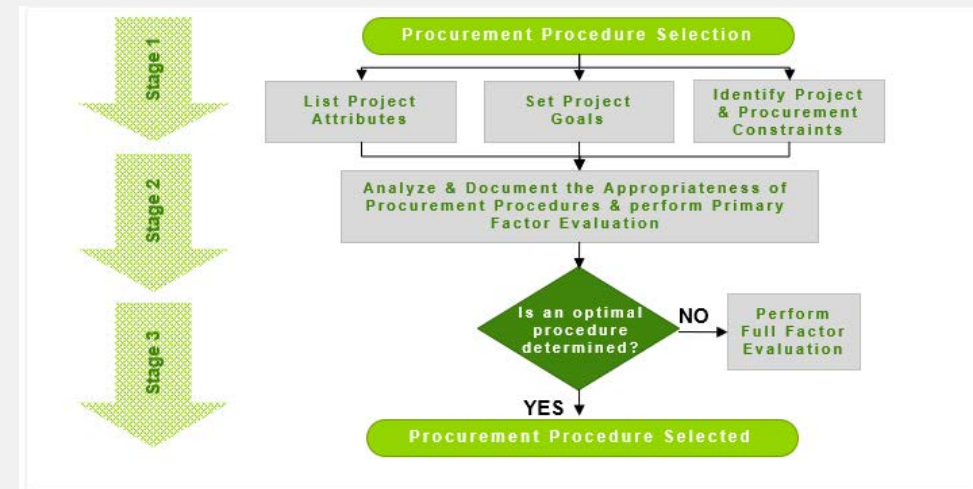 Stage 1
Procurement Procedure Selection
List Project
Attributes
Set Project
Goals
Identify Project
& Procurement
Constraints
Stage 2
Analyze & Document the Appropriateness of
Procurement Procedures & perform Primary
Factor Evaluation
Stage 3
Is an optimal
procedure
determined?
NO
Perform
Full Factor
Evaluation
YES
Procurement Procedure Selected